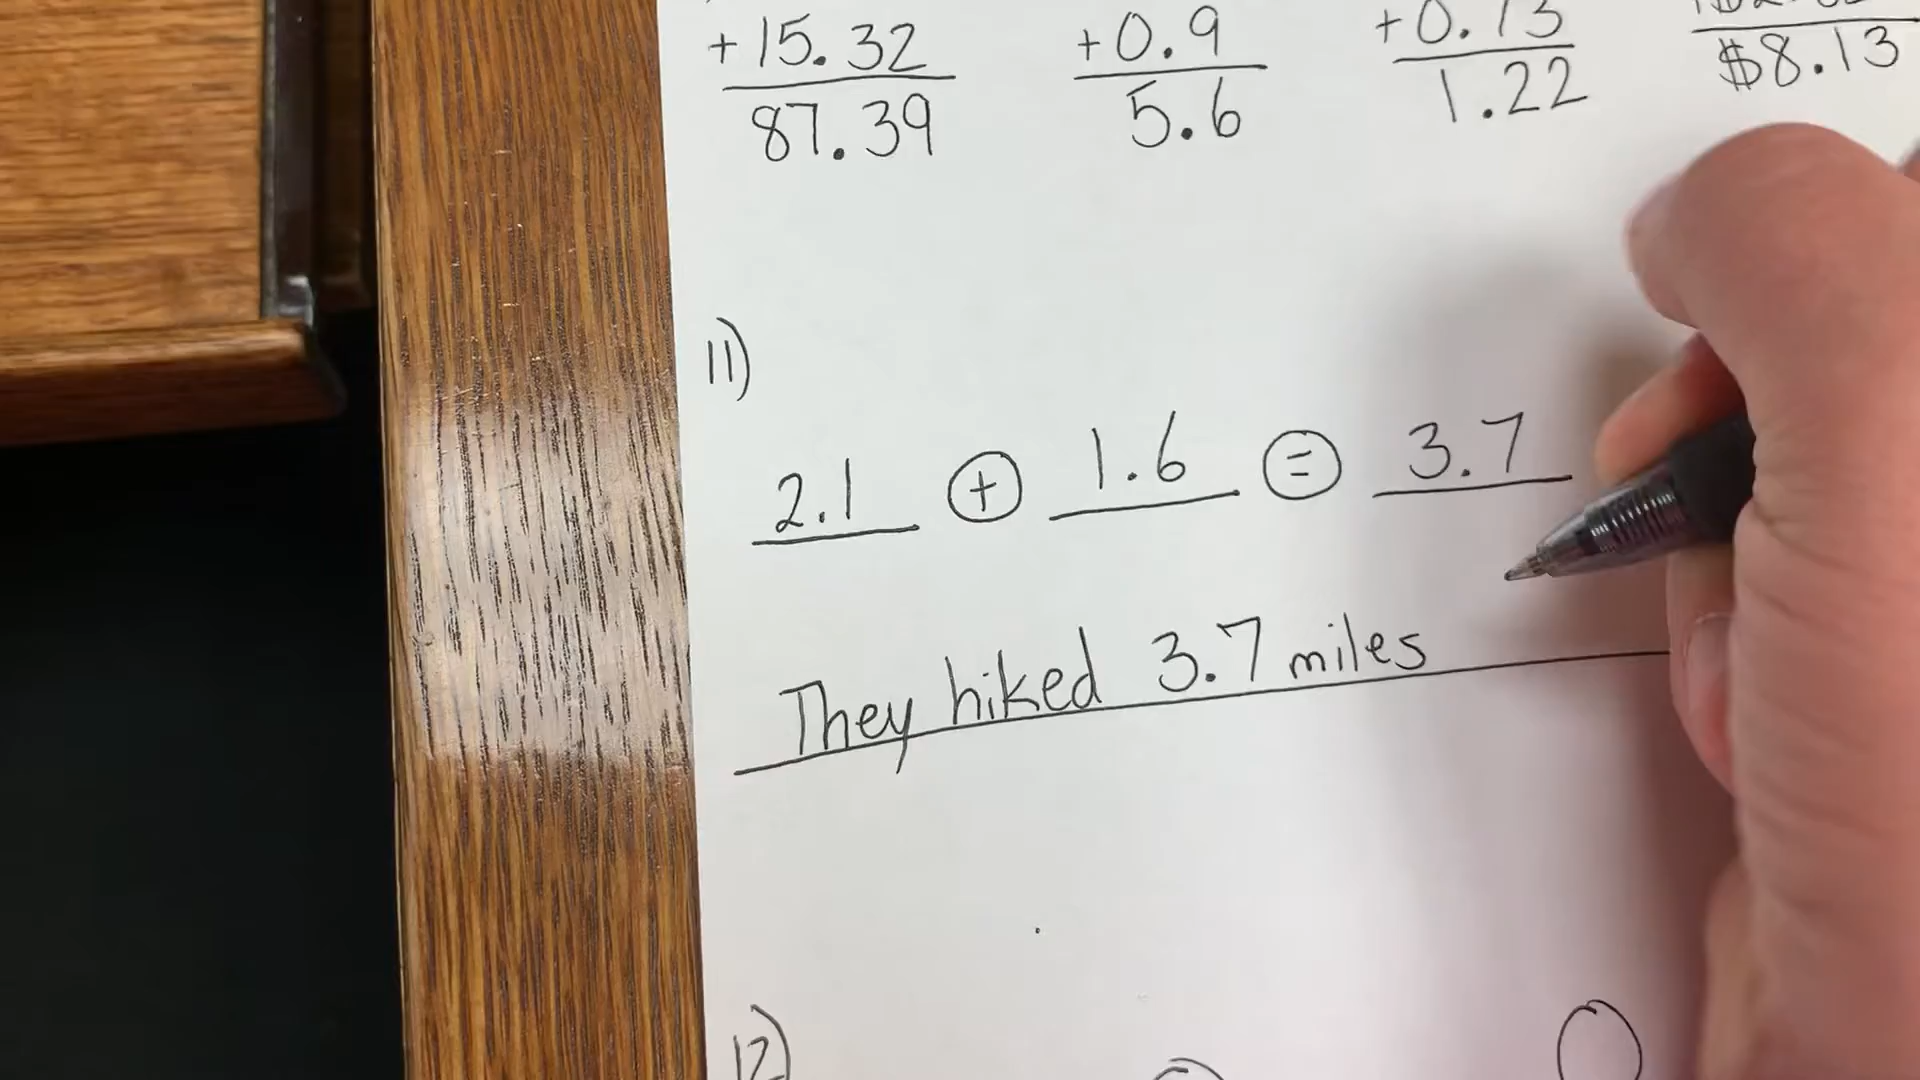 +15.32 +0.9 +0.73
87.39 5.6 1.22 $8.13
11)
2.1 + 1.6 = 3.7
They hiked 3.7 miles
12)